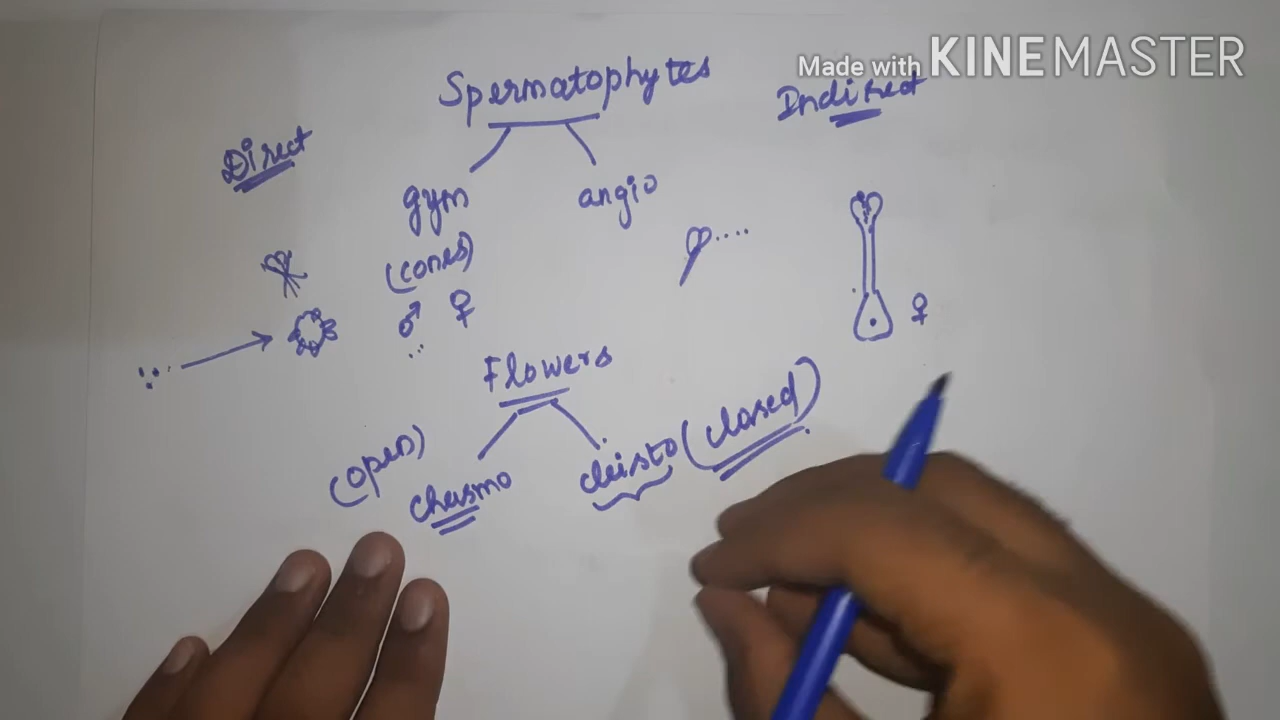 Made with KINEMASTER
Spermatophytes
Direct
Indirect
gym
angio
(cones)
♂ ♀
♀
Flowers
(open)
chasmo
cleisto (closed)